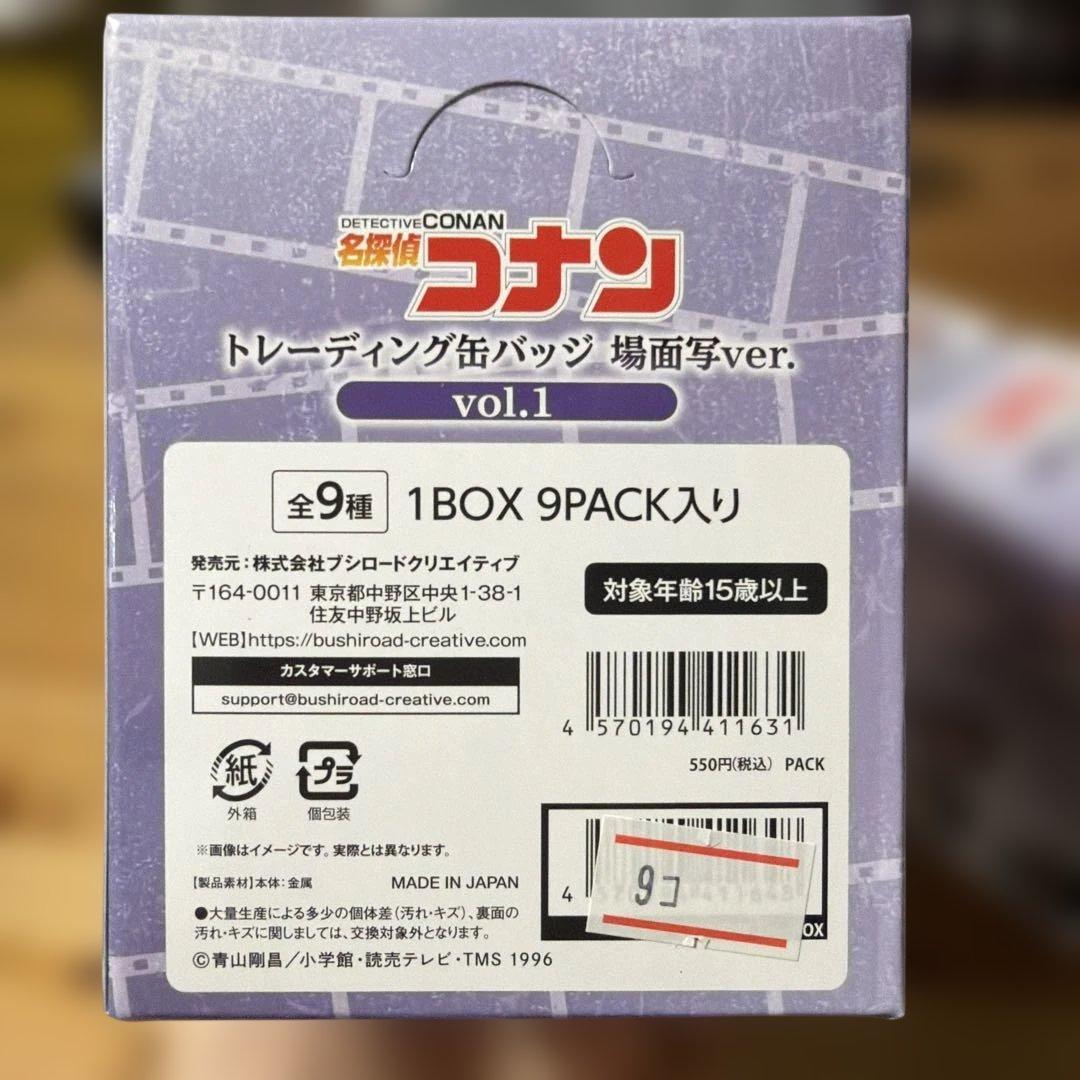 DETECTIVE CONAN
名探偵コナン
トレーディング缶バッジ 場面写ver.
vol.1
全9種 1BOX 9PACK入り
発売元：株式会社ブシロードクリエイティブ
〒164-0011 東京都中野区中央1-38-1
住友中野坂上ビル
【WEB】https://bushiroad-creative.com
カスタマーサポート窓口
support@bushiroad-creative.com
対象年齢15歳以上
4 570194 411631
550円(税込) PACK
紙
外箱
プラ
個包装
※画像はイメージです。実際とは異なります。
【製品素材】本体：金属 MADE IN JAPAN
●大量生産による多少の個体差（汚れ・キズ）、裏面の
汚れ・キズに関しましては、交換対象外となります。
©青山剛昌／小学館・読売テレビ・TMS 1996
4
9コ
OX